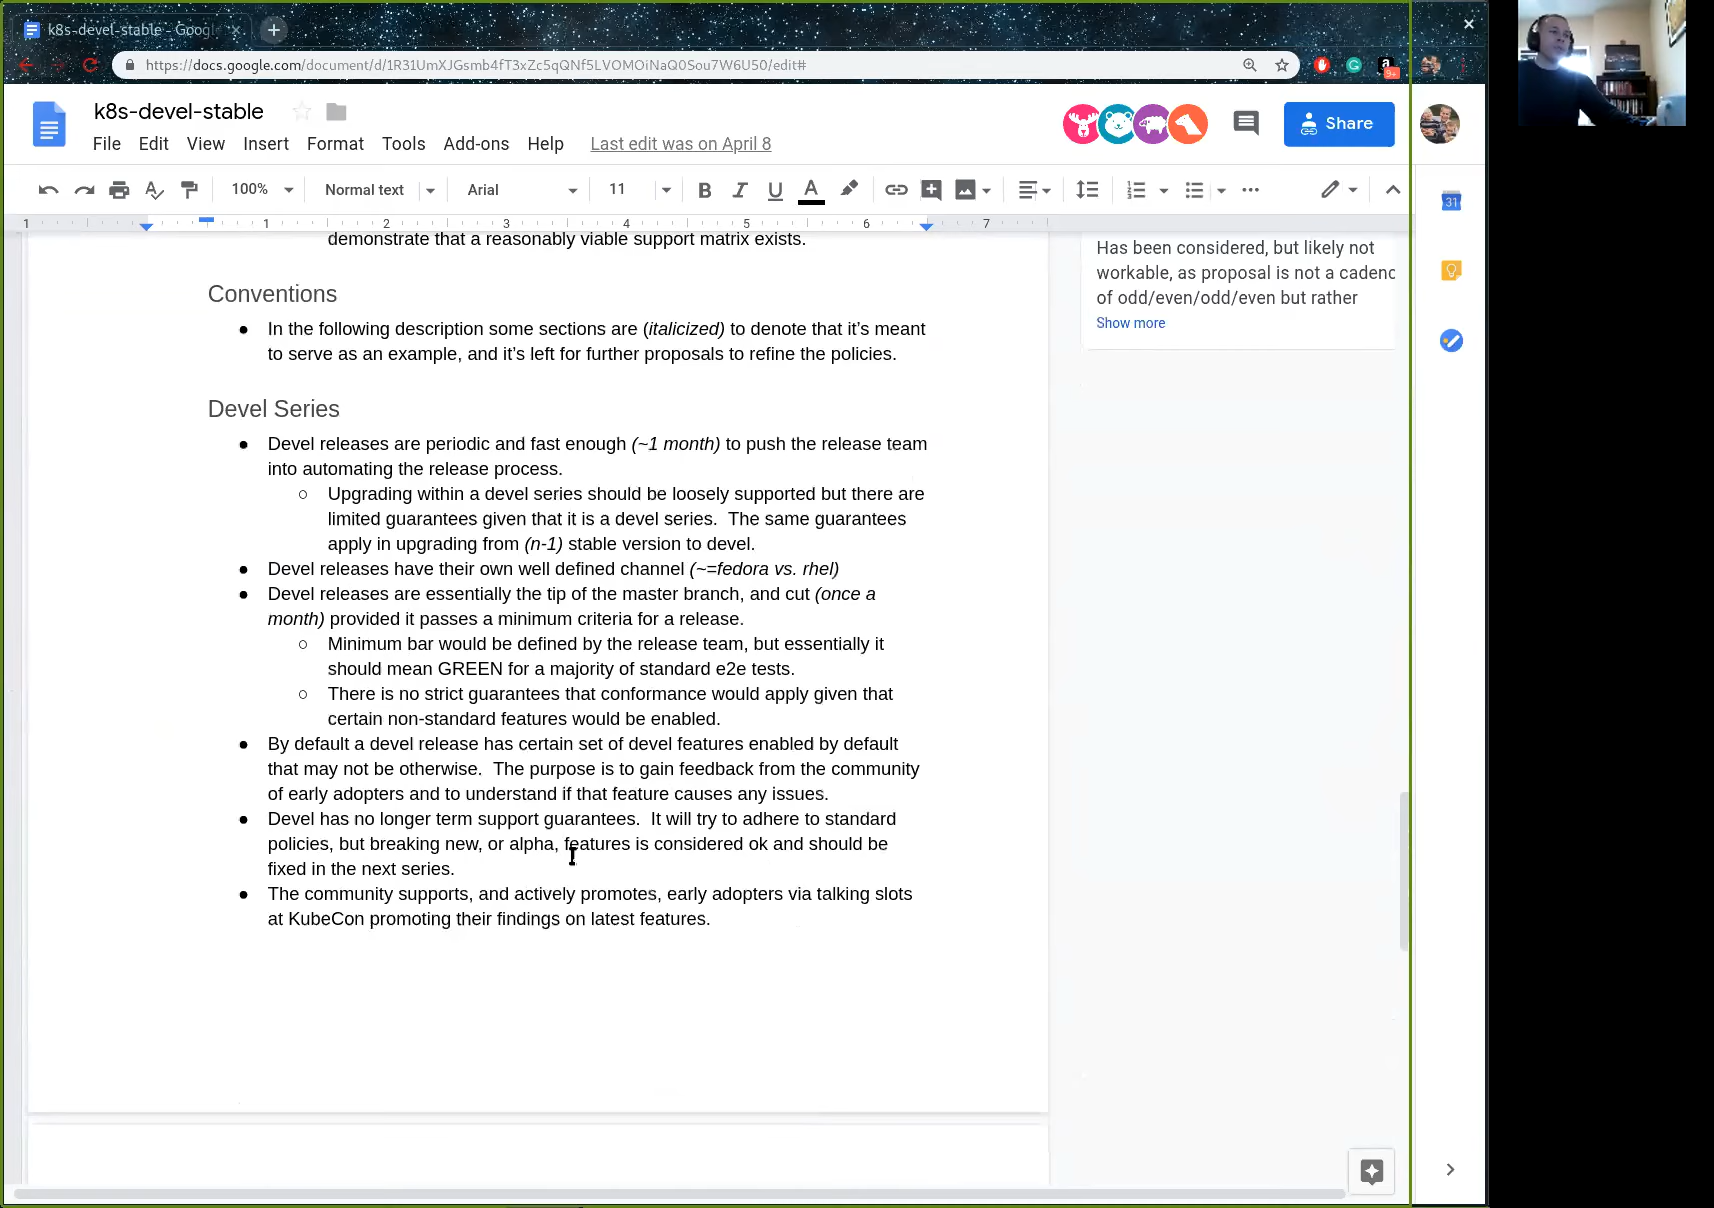 k8s-devel-stable - Google
https://docs.google.com/document/d/1R31UmXJGsmb4fT3xZc5qQNf5LVOMOiNaQ0Sou7W6U50/edit#
9+
k8s-devel-stable
File Edit View Insert Format Tools Add-ons Help Last edit was on April 8
Share
100% Normal text Arial 11 B I U A
1 1 2 3 4 5 6 7
31
demonstrate that a reasonably viable support matrix exists.
Conventions
● In the following description some sections are (italicized) to denote that it’s meant
to serve as an example, and it’s left for further proposals to refine the policies.
Devel Series
● Devel releases are periodic and fast enough (~1 month) to push the release team
into automating the release process.
○ Upgrading within a devel series should be loosely supported but there are
limited guarantees given that it is a devel series.  The same guarantees
apply in upgrading from (n-1) stable version to devel.
● Devel releases have their own well defined channel (~=fedora vs. rhel)
● Devel releases are essentially the tip of the master branch, and cut (once a
month) provided it passes a minimum criteria for a release.
○ Minimum bar would be defined by the release team, but essentially it
should mean GREEN for a majority of standard e2e tests.
○ There is no strict guarantees that conformance would apply given that
certain non-standard features would be enabled.
● By default a devel release has certain set of devel features enabled by default
that may not be otherwise.  The purpose is to gain feedback from the community
of early adopters and to understand if that feature causes any issues.
● Devel has no longer term support guarantees.  It will try to adhere to standard
policies, but breaking new, or alpha, features is considered ok and should be
fixed in the next series.
● The community supports, and actively promotes, early adopters via talking slots
at KubeCon promoting their findings on latest features.
Has been considered, but likely not
workable, as proposal is not a cadenc
of odd/even/odd/even but rather
Show more